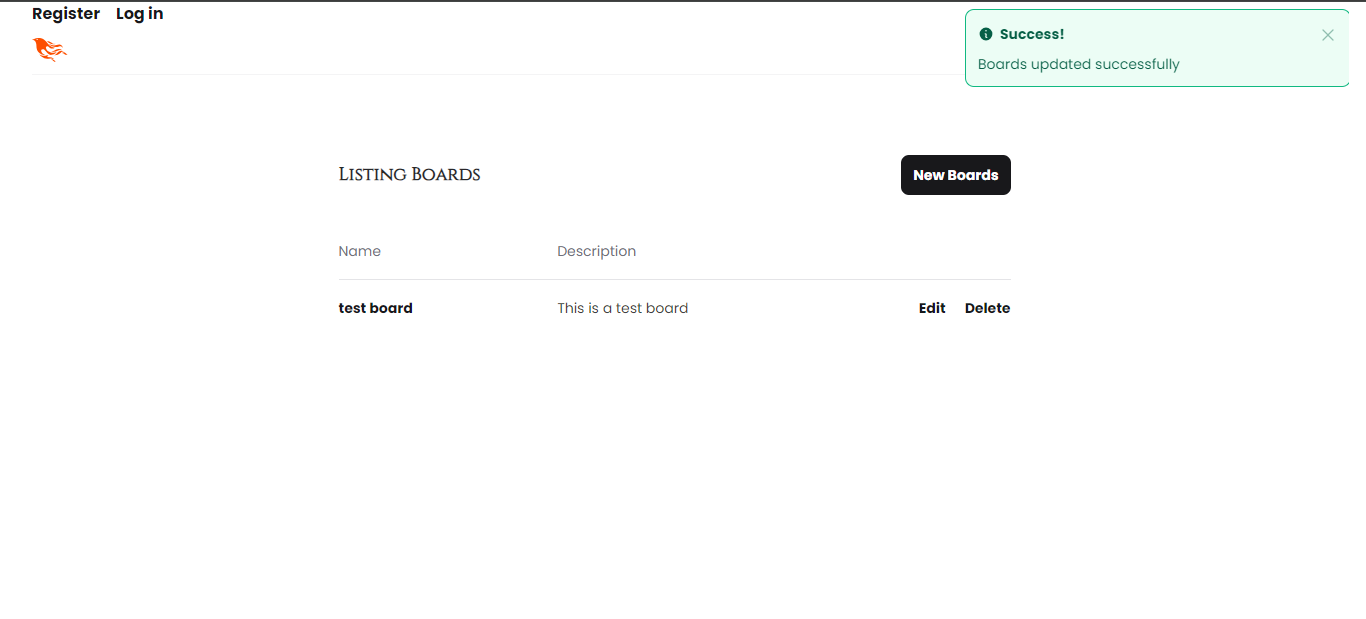 Register Log in
Success!
Boards updated successfully
Listing Boards
New Boards
Name Description
test board This is a test board Edit Delete